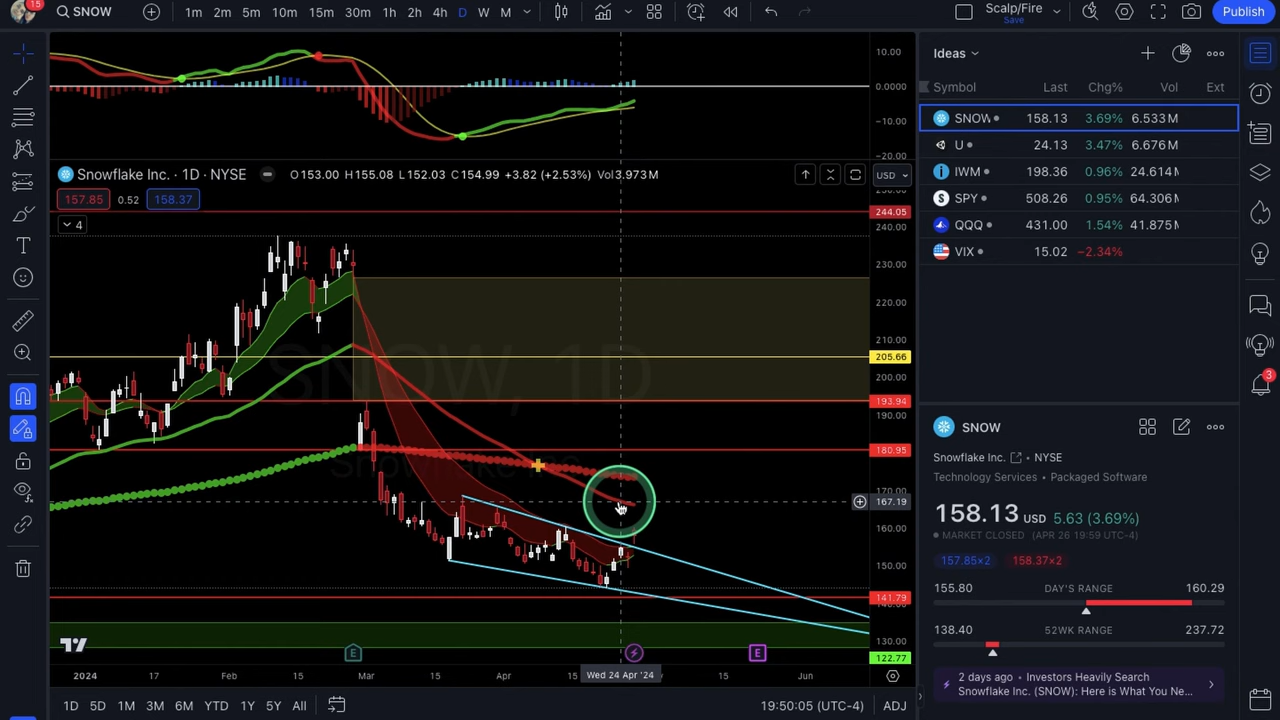 15
SNOW 1m 2m 5m 10m 15m 30m 1h 2h 4h D W M Scalp/Fire Save Publish
10.00
0.0000
−10.00
−20.00
Snowflake Inc. · 1D · NYSE O153.00 H155.08 L152.03 C154.99 +3.82 (+2.53%) Vol3.973M USD
157.85 0.52 158.37
4
244.05
240.00
230.00
220.00
210.00
205.66
200.00
193.94
190.00
180.95
170.00
167.19
160.00
150.00
141.79
140.00
130.00
122.77
SNOW, 1D
Snowflake Inc.
E E
2024 17 Feb 15 Mar 15 Apr 15 Wed 24 Apr '24 15 Jun
1D 5D 1M 3M 6M YTD 1Y 5Y All 19:50:05 (UTC-4) ADJ
Ideas
Symbol Last Chg% Vol Ext
SNOW 158.13 3.69% 6.533M
U 24.13 3.47% 6.676M
IWM 198.36 0.96% 24.614M
SPY 508.26 0.95% 64.306M
QQQ 431.00 1.54% 41.875M
VIX 15.02 −2.34%
3
SNOW
Snowflake Inc. · NYSE
Technology Services · Packaged Software
158.13 USD 5.63 (3.69%)
MARKET CLOSED (APR 26 19:59 UTC-4)
157.85×2 158.37×2
155.80 DAY'S RANGE 160.29
138.40 52WK RANGE 237.72
2 days ago · Investors Heavily Search
Snowflake Inc. (SNOW): Here is What You Ne...